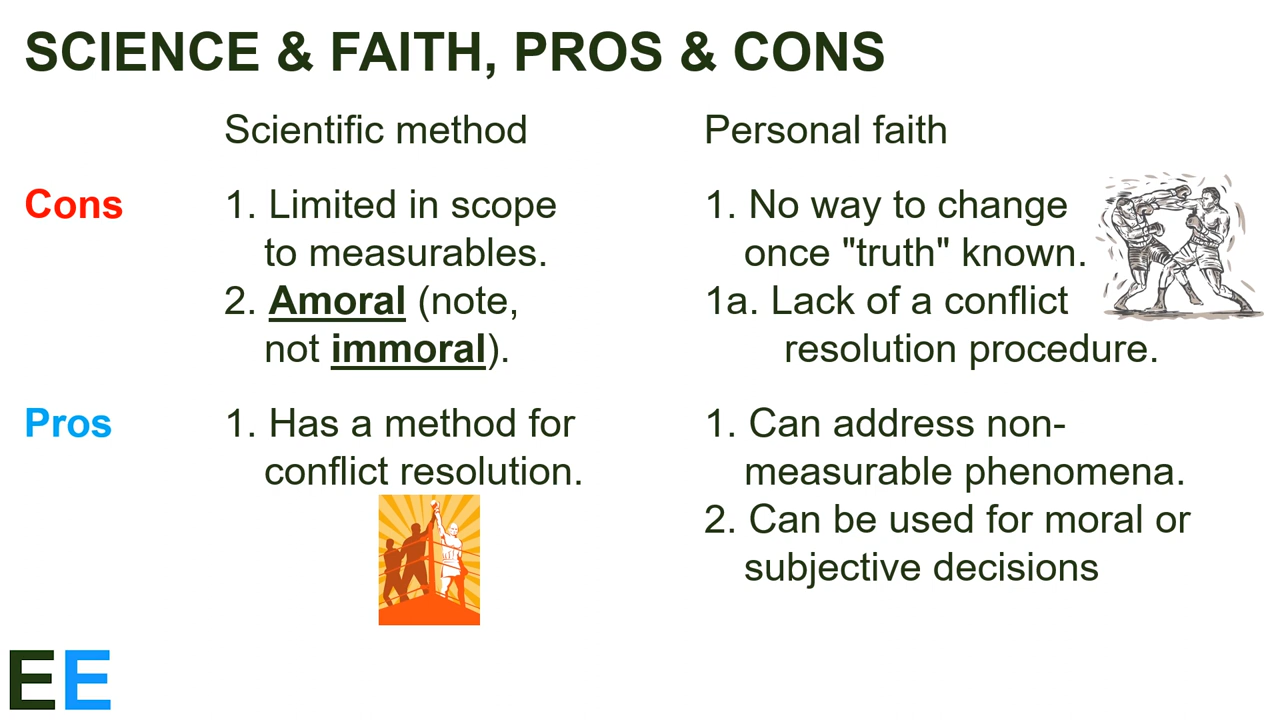 SCIENCE & FAITH, PROS & CONS
Scientific method
Personal faith
Cons
1. Limited in scope
to measurables.
2. Amoral (note,
not immoral).
1. No way to change
once "truth" known.
1a. Lack of a conflict
resolution procedure.
Pros
1. Has a method for
conflict resolution.
1. Can address non-
measurable phenomena.
2. Can be used for moral or
subjective decisions
EE